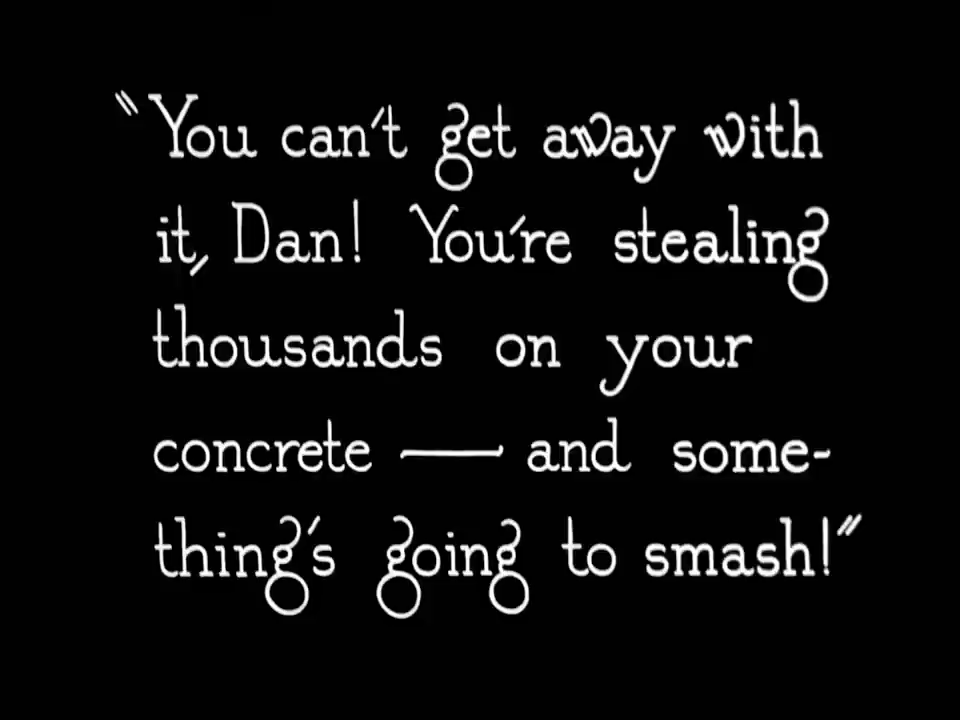 “You can't get away with
it, Dan! You're stealing
thousands on your
concrete — and some-
thing's going to smash!”